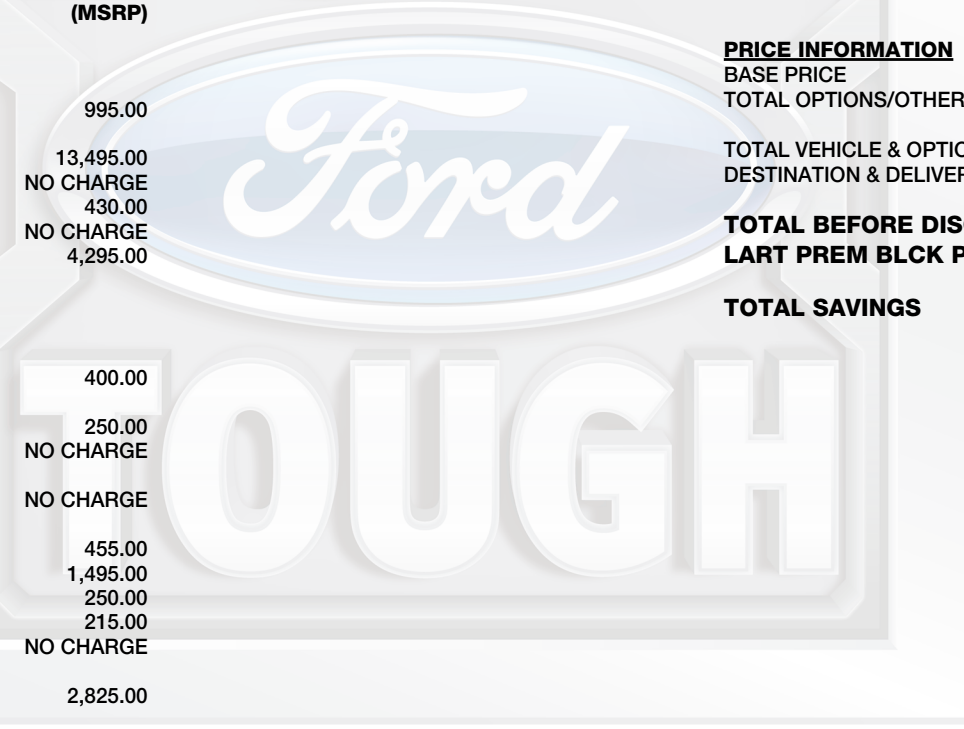 (MSRP)
995.00
13,495.00
NO CHARGE
430.00
NO CHARGE
4,295.00
400.00
250.00
NO CHARGE
NO CHARGE
455.00
1,495.00
250.00
215.00
NO CHARGE
2,825.00
PRICE INFORMATION
BASE PRICE
TOTAL OPTIONS/OTHER
TOTAL VEHICLE & OPTIO
DESTINATION & DELIVER
TOTAL BEFORE DIS
LART PREM BLCK P
TOTAL SAVINGS
Ford
TOUGH